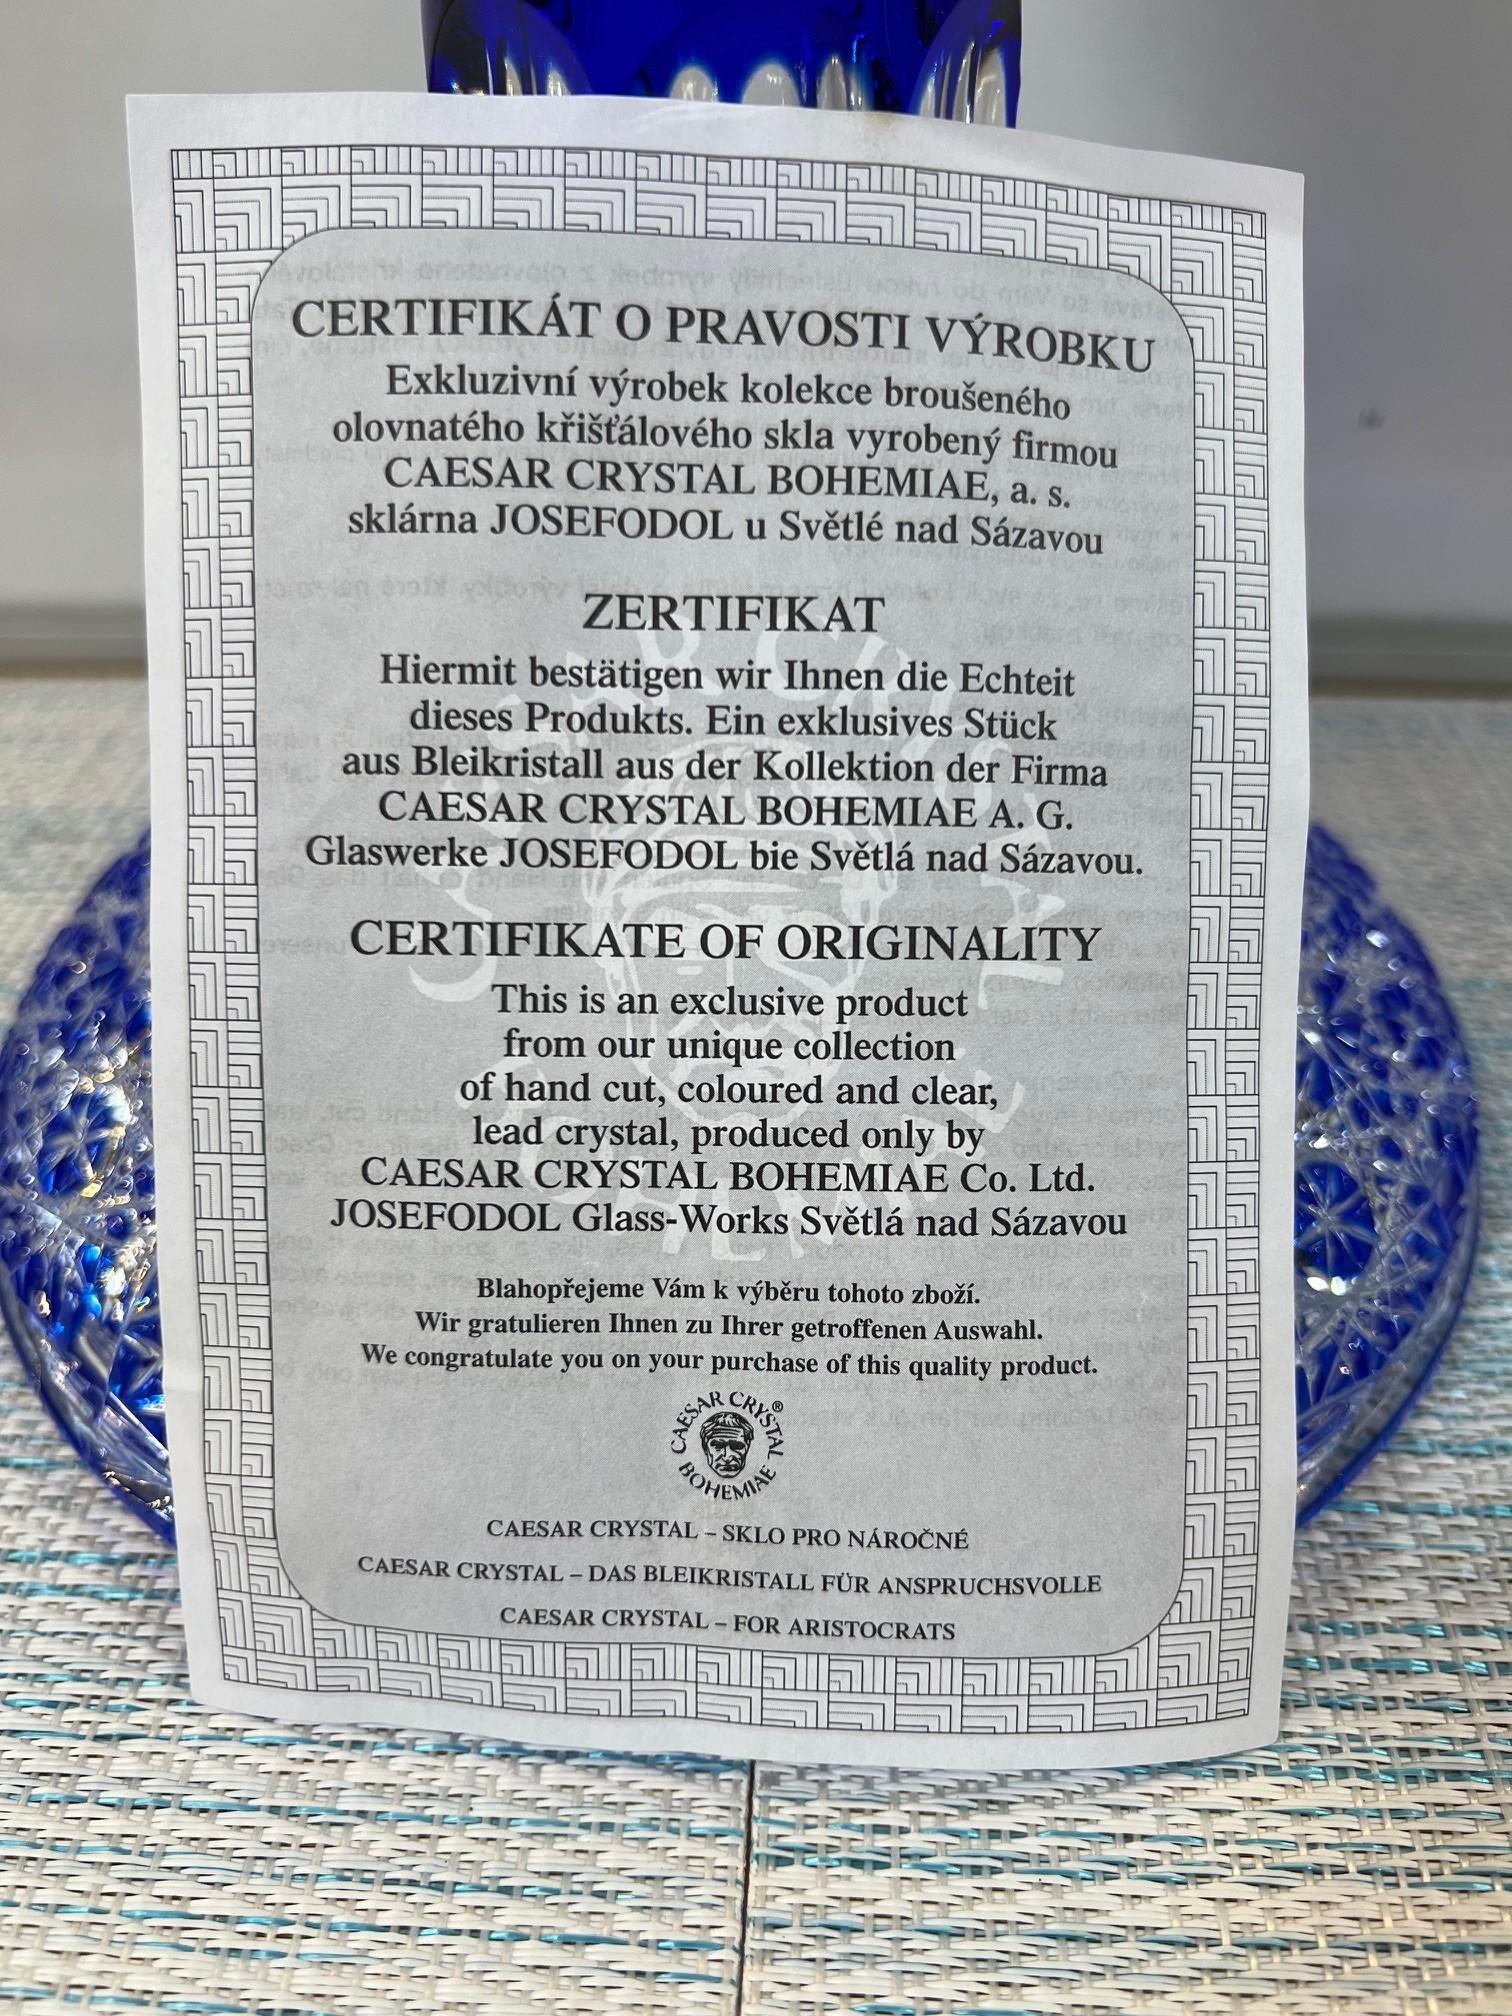 CERTIFIKÁT O PRAVOSTI VÝROBKU
Exkluzivní výrobek kolekce broušeného
olovnatého křišťálového skla vyrobený firmou
CAESAR CRYSTAL BOHEMIAE, a. s.
sklárna JOSEFODOL u Světlé nad Sázavou
ZERTIFIKAT
Hiermit bestätigen wir Ihnen die Echteit
dieses Produkts. Ein exklusives Stück
aus Bleikristall aus der Kollektion der Firma
CAESAR CRYSTAL BOHEMIAE A. G.
Glaswerke JOSEFODOL bie Světlá nad Sázavou.
CERTIFIKATE OF ORIGINALITY
This is an exclusive product
from our unique collection
of hand cut, coloured and clear,
lead crystal, produced only by
CAESAR CRYSTAL BOHEMIAE Co. Ltd.
JOSEFODOL Glass-Works Světlá nad Sázavou
Blahopřejeme Vám k výběru tohoto zboží.
Wir gratulieren Ihnen zu Ihrer getroffenen Auswahl.
We congratulate you on your purchase of this quality product.
CAESAR CRYSTAL ®
BOHEMIAE
CAESAR CRYSTAL – SKLO PRO NÁROČNÉ
CAESAR CRYSTAL – DAS BLEIKRISTALL FÜR ANSPRUCHSVOLLE
CAESAR CRYSTAL – FOR ARISTOCRATS